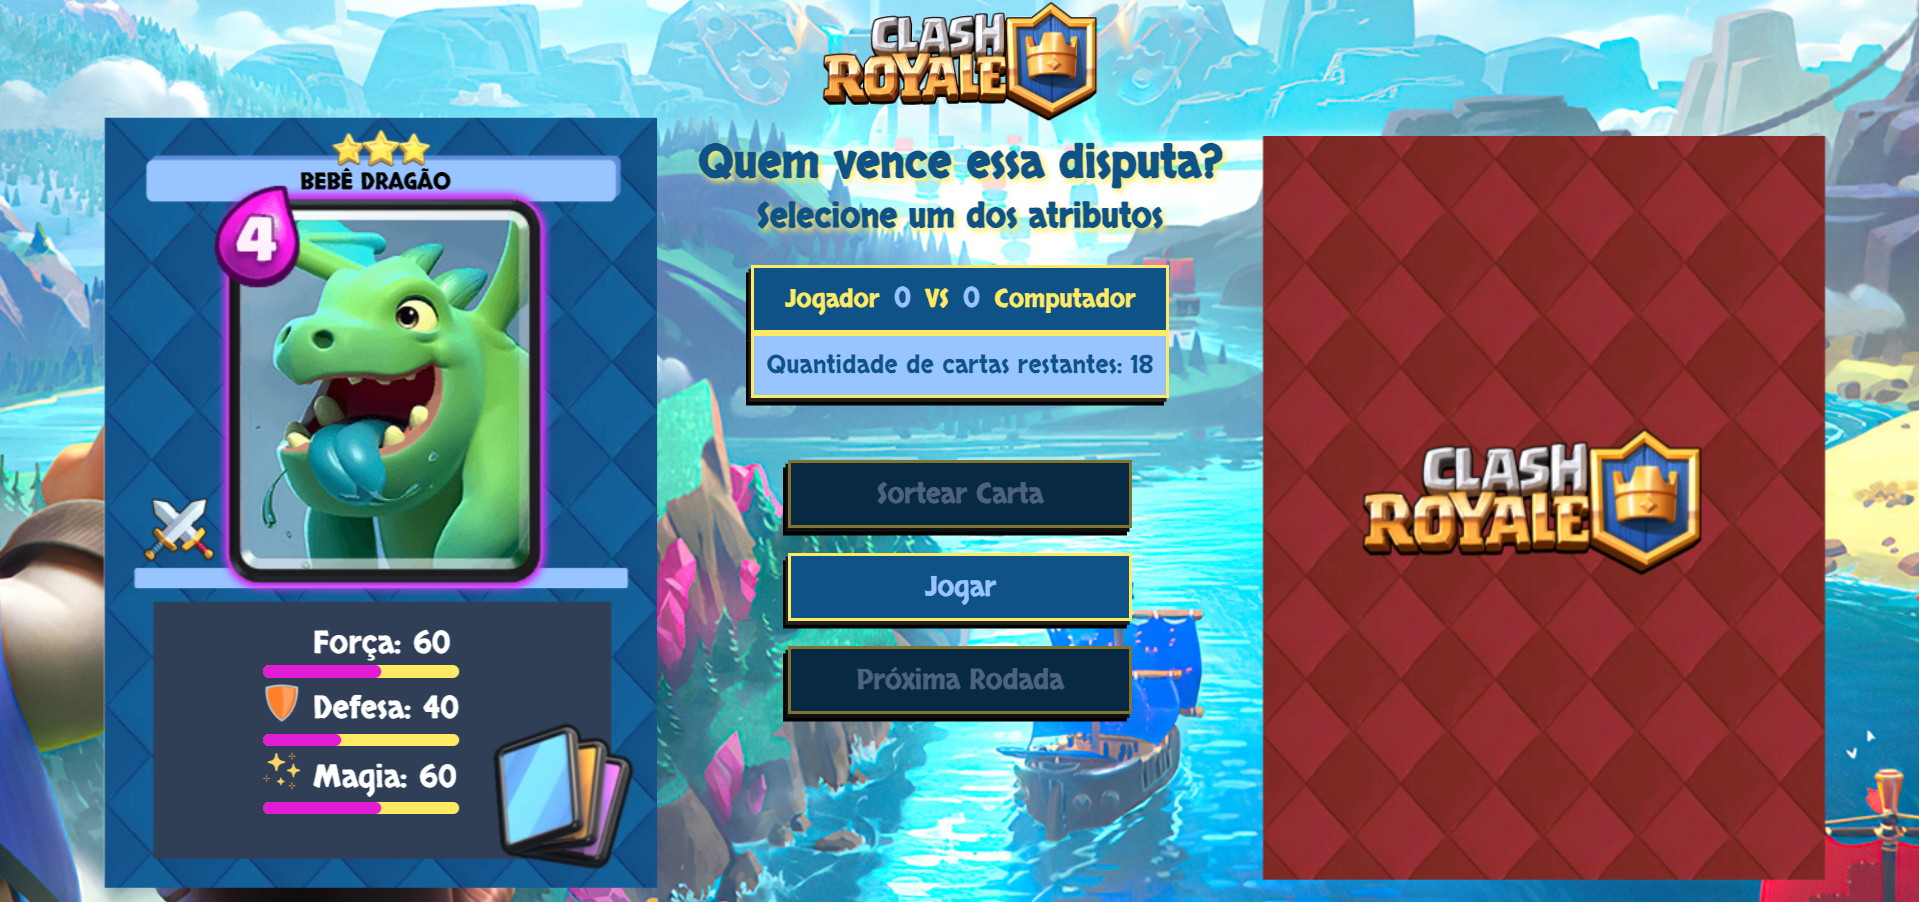 CLASH
ROYALE
BEBÊ DRAGÃO
4
Força: 60
Defesa: 40
Magia: 60
Quem vence essa disputa?
Selecione um dos atributos
Jogador 0 VS 0 Computador
Quantidade de cartas restantes: 18
Sortear Carta
Jogar
Próxima Rodada
CLASH
ROYALE